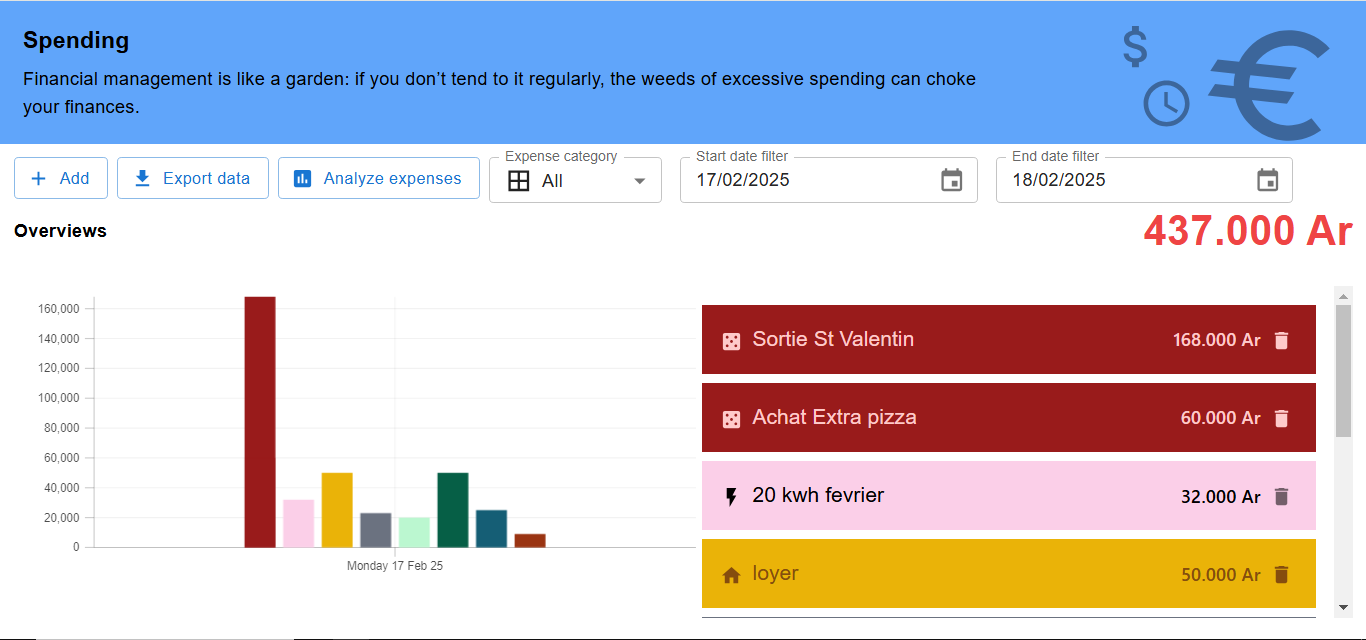 Spending
Financial management is like a garden: if you don’t tend to it regularly, the weeds of excessive spending can choke
your finances.
Add
Export data
Analyze expenses
Expense category
All
Start date filter
17/02/2025
End date filter
18/02/2025
Overviews
437.000 Ar
160,000
140,000
120,000
100,000
80,000
60,000
40,000
20,000
0
Monday 17 Feb 25
Sortie St Valentin 168.000 Ar
Achat Extra pizza 60.000 Ar
20 kwh fevrier 32.000 Ar
loyer 50.000 Ar